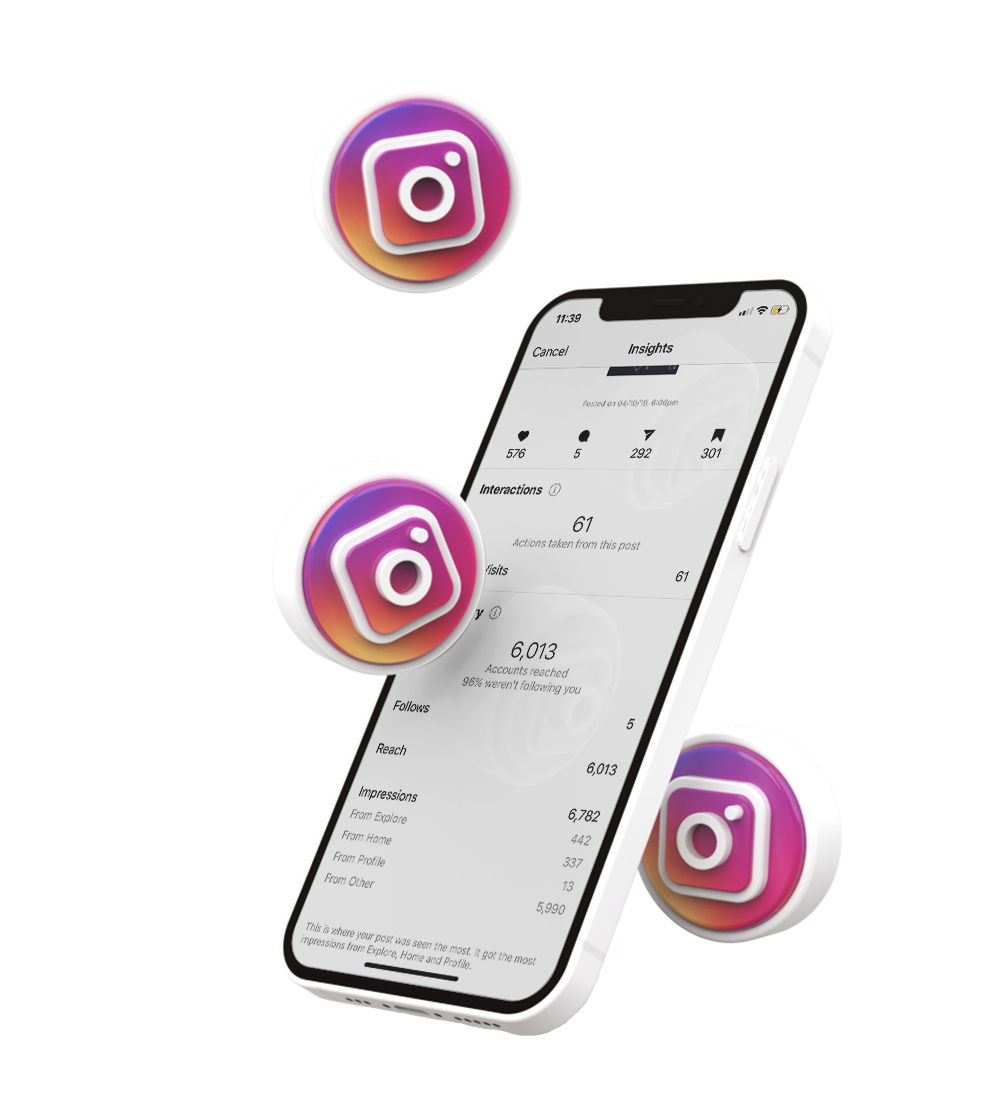 11:39
Cancel Insights
Posted on 04/10/19, 6:06pm
576 5 292 301
Interactions
61
Actions taken from this post
Visits 61
y
6,013
Accounts reached
96% weren't following you
Follows 5
Reach 6,013
Impressions 6,782
From Explore 442
From Home 337
From Profile 13
From Other 5,990
This is where your post was seen the most. It got the most
impressions from Explore, Home and Profile.